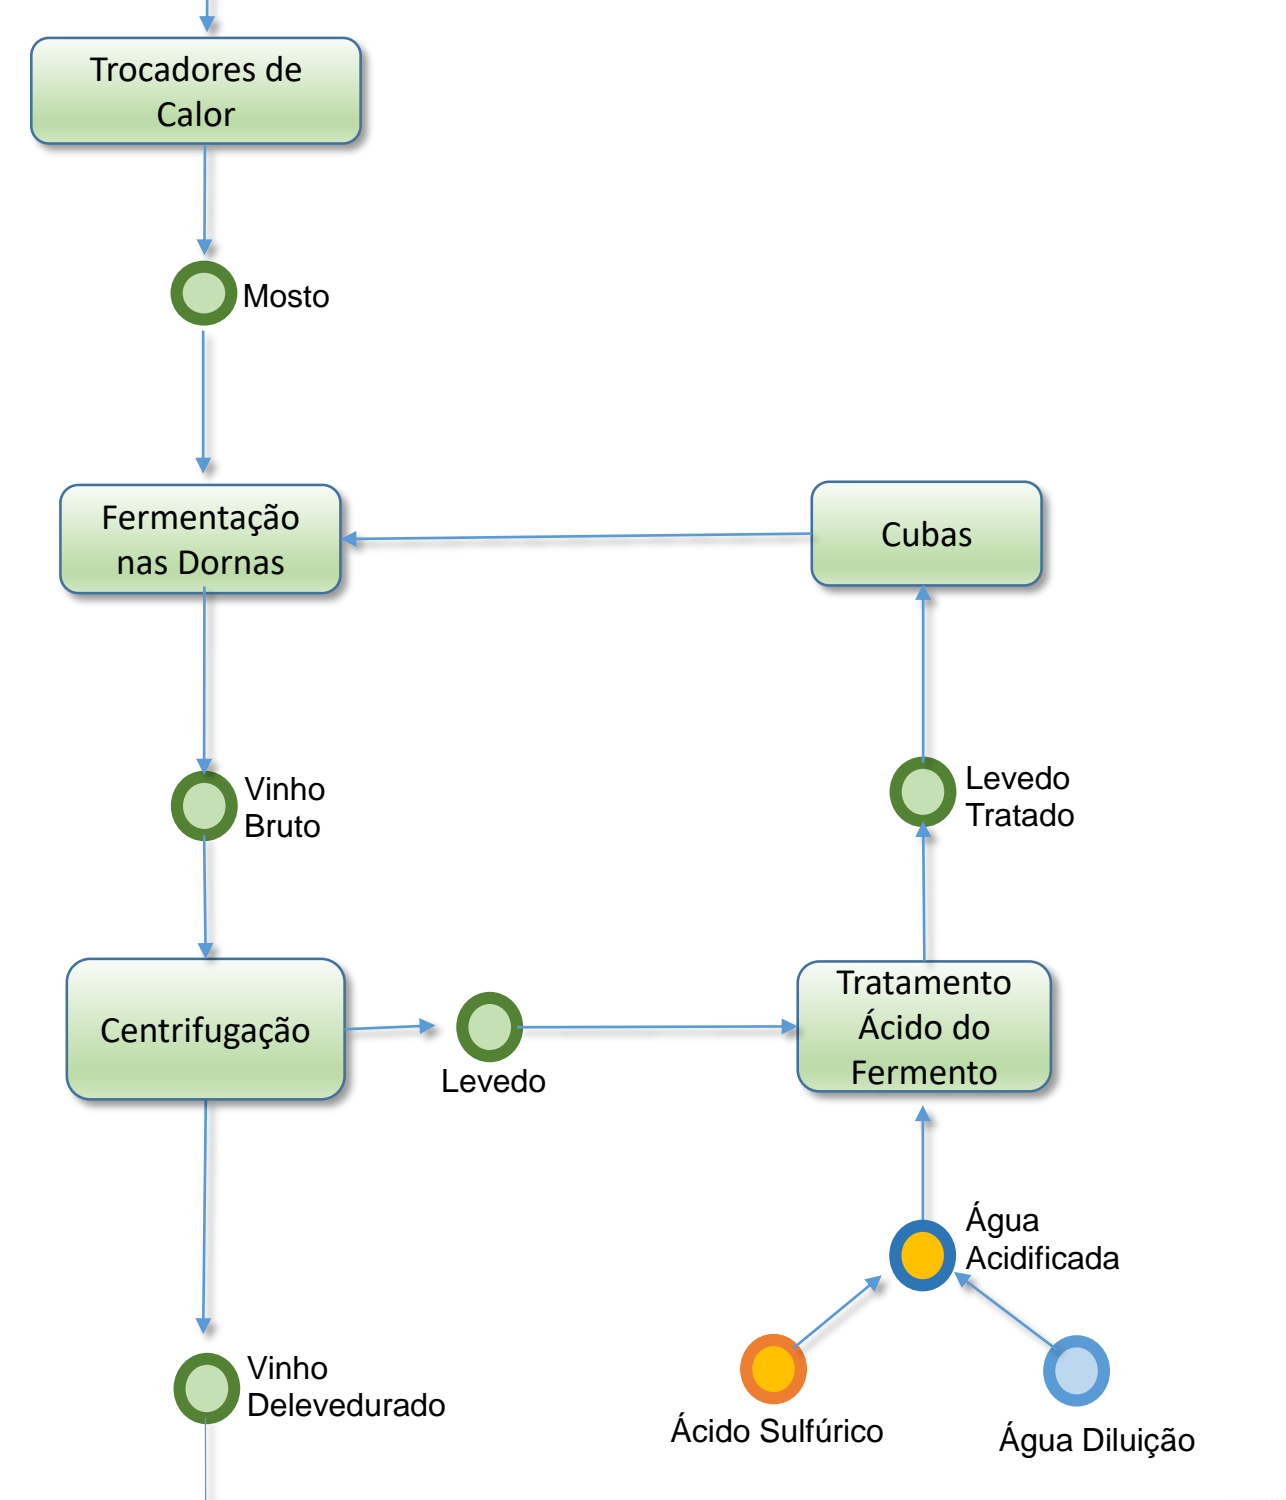 Trocadores de
Calor
Mosto
Fermentação
nas Dornas
Cubas
Vinho
Bruto
Levedo
Tratado
Centrifugação
Levedo
Tratamento
Ácido do
Fermento
Água
Acidificada
Vinho
Delevedurado
Ácido Sulfúrico
Água Diluição